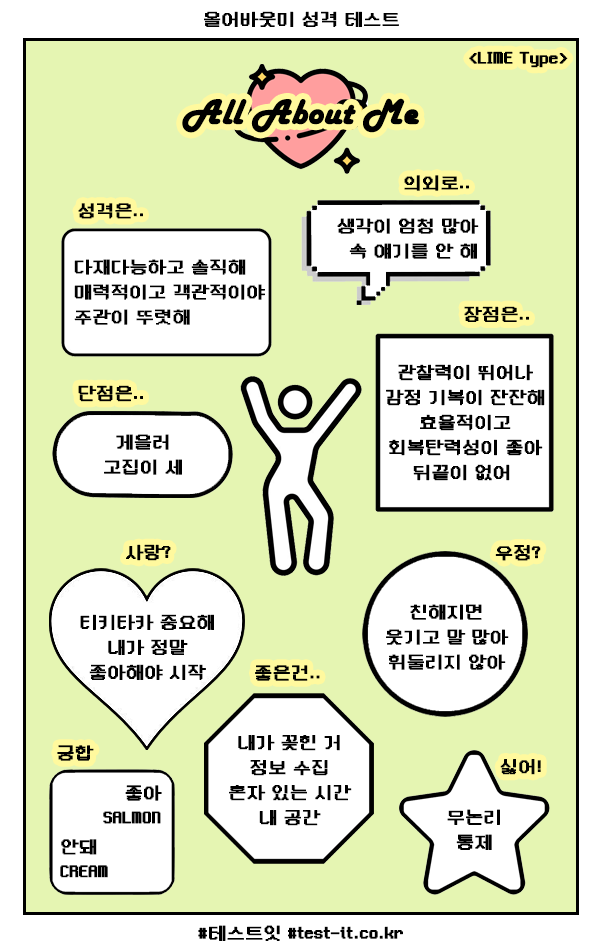 올어바웃미 성격 테스트
<LIME Type>
All About Me
의외로..
생각이 엄청 많아
속 얘기를 안 해
성격은..
다재다능하고 솔직해
매력적이고 객관적이야
주관이 뚜렷해
장점은..
관찰력이 뛰어나
감정 기복이 잔잔해
효율적이고
회복탄력성이 좋아
뒤끝이 없어
단점은..
게을러
고집이 세
사랑?
티키타카 중요해
내가 정말
좋아해야 시작
우정?
친해지면
웃기고 말 많아
휘둘리지 않아
좋은건..
내가 꽂힌 거
정보 수집
혼자 있는 시간
내 공간
궁합
좋아
SALMON
안돼
CREAM
싫어!
무논리
통제
#테스트잇 #test-it.co.kr